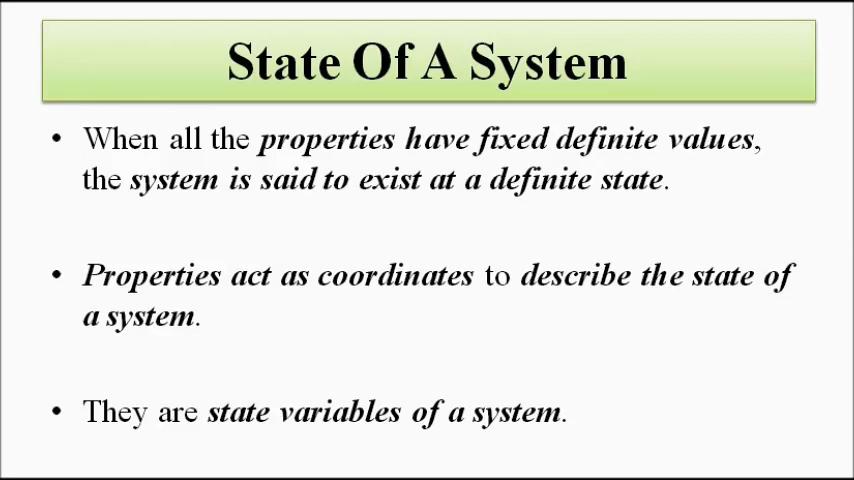 State Of A System
• When all the properties have fixed definite values,
the system is said to exist at a definite state.
• Properties act as coordinates to describe the state of
a system.
• They are state variables of a system.